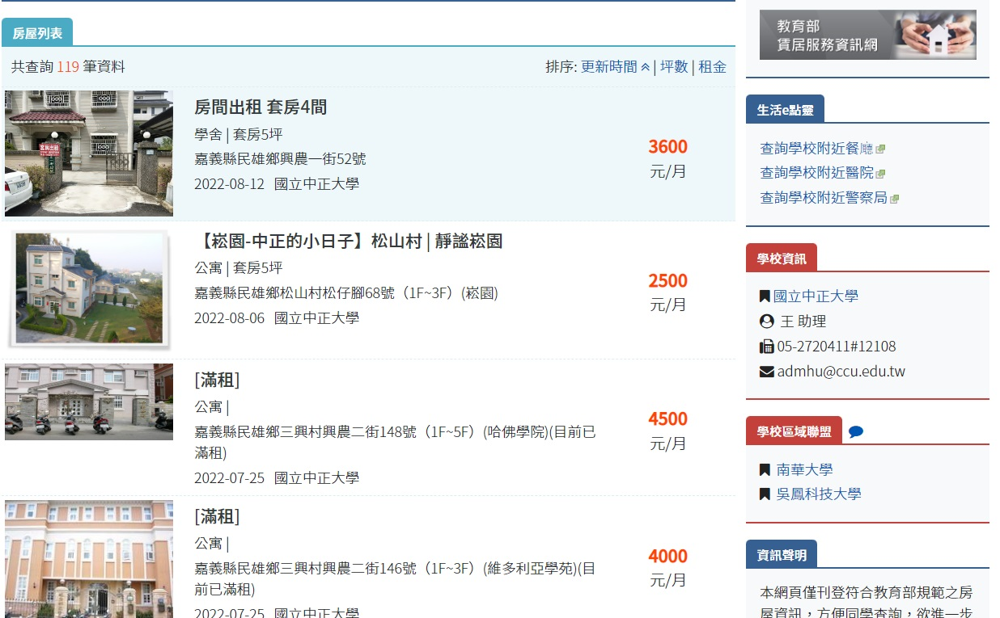 房屋列表
共查詢 119 筆資料
排序: 更新時間 | 坪數 | 租金
套房出租
房間出租 套房4間
學舍 | 套房5坪
嘉義縣民雄鄉興農一街52號
2022-08-12 國立中正大學
3600
元/月
【崧園-中正的小日子】松山村 | 靜謐崧園
公寓 | 套房5坪
嘉義縣民雄鄉松山村松仔腳68號（1F~3F）(崧園)
2022-08-06 國立中正大學
2500
元/月
[滿租]
公寓 |
嘉義縣民雄鄉三興村興農二街148號（1F~5F）(哈佛學院)(目前已
滿租)
2022-07-25 國立中正大學
4500
元/月
[滿租]
公寓 |
嘉義縣民雄鄉三興村興農二街146號（1F~3F）(維多利亞學苑)(目
前已滿租)
2022-07-25 國立中正大學
4000
元/月
教育部
賃居服務資訊網
生活e點靈
查詢學校附近餐廳
查詢學校附近醫院
查詢學校附近警察局
學校資訊
國立中正大學
王 助理
05-2720411#12108
admhu@ccu.edu.tw
學校區域聯盟
南華大學
吳鳳科技大學
資訊聲明
本網頁僅刊登符合教育部規範之房
屋資訊，方便同學查詢，欲進一步